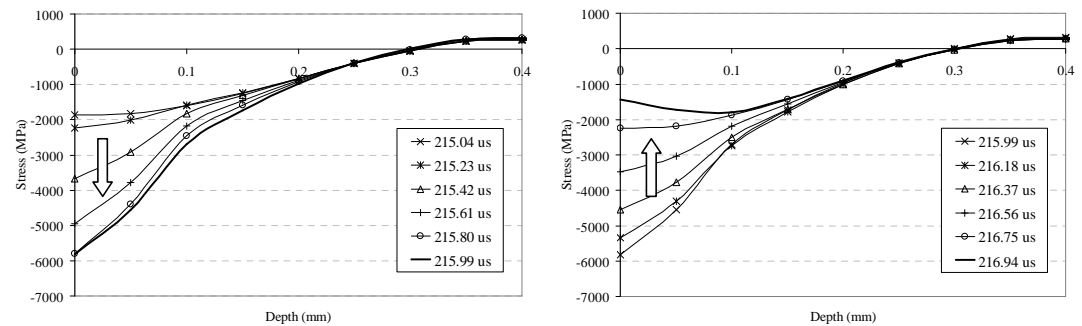 1000
0
-1000
-2000
-3000
-4000
-5000
-6000
-7000
0
0.1
0.2
0.3
0.4
Stress (MPa)
Depth (mm)
215.04 us
215.23 us
215.42 us
215.61 us
215.80 us
215.99 us
1000
0
-1000
-2000
-3000
-4000
-5000
-6000
-7000
0
0.1
0.2
0.3
0.4
Stress (MPa)
Depth (mm)
215.99 us
216.18 us
216.37 us
216.56 us
216.75 us
216.94 us